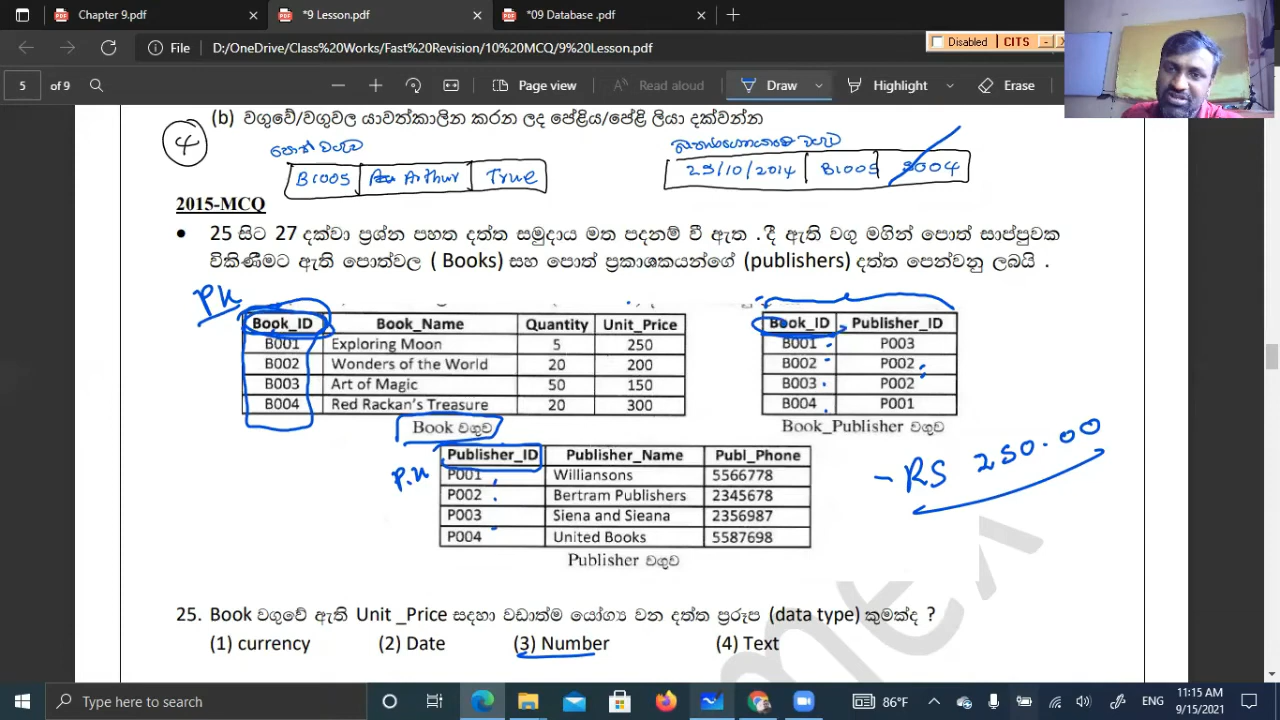 Chapter 9.pdf
*9 Lesson.pdf
*09 Database .pdf
File D:/OneDrive/Class%20Works/Fast%20Revision/10%20MCQ/9%20Lesson.pdf
Disabled CITS
5 of 9 Page view Read aloud Draw Highlight Erase
(b) වගුවේ/වගුවල යාවත්කාලින කරන ලද පේළිය/පේළි ලියා දක්වන්න
4
පොත් වගුව
B1005 Arthur True
25/10/2014 B1005 S004
2015-MCQ
• 25 සිට 27 දක්වා ප්‍රශ්න පහත දත්ත සමුදාය මත පදනම් වී ඇත . දී ඇති වගු මගින් පොත් සාප්පුවක
විකිණීමට ඇති පොත්වල ( Books) සහ පොත් ප්‍රකාශකයන්ගේ (publishers) දත්ත පෙන්වනු ලබයි .
PK
Book_ID Book_Name Quantity Unit_Price
B001 Exploring Moon 5 250
B002 Wonders of the World 20 200
B003 Art of Magic 50 150
B004 Red Rackan's Treasure 20 300
Book වගුව
Book_ID Publisher_ID
B001 P003
B002 P002
B003 P002
B004 P001
Book_Publisher වගුව
P.K
Publisher_ID Publisher_Name Publ_Phone
P001 Williansons 5566778
P002 Bertram Publishers 2345678
P003 Siena and Sieana 2356987
P004 United Books 5587698
Publisher වගුව
- RS 250.00
25. Book වගුවේ ඇති Unit _Price සඳහා වඩාත්ම යෝග්‍ය වන දත්ත ප්‍රරූප (data type) කුමක්ද ?
(1) currency (2) Date (3) Number (4) Text
Type here to search
86°F ENG
11:15 AM
9/15/2021